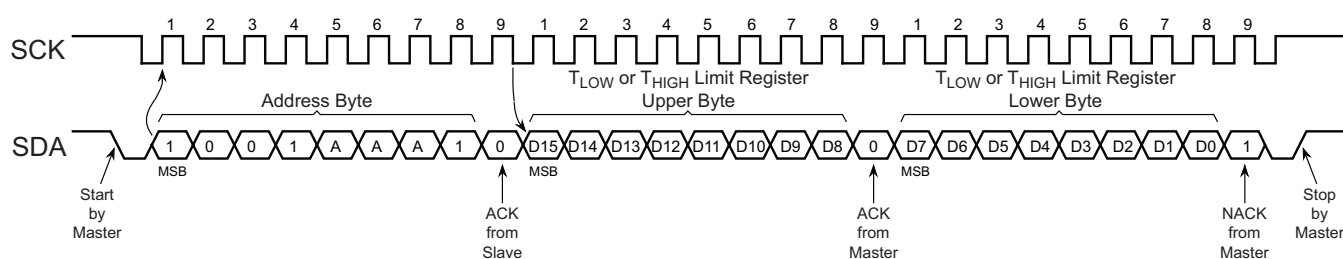 SCK
1 2 3 4 5 6 7 8 9 1 2 3 4 5 6 7 8 9 1 2 3 4 5 6 7 8 9
Address Byte
TLOW or THIGH Limit Register
Upper Byte
TLOW or THIGH Limit Register
Lower Byte
SDA
1 0 0 1 A A A 1 0 D15 D14 D13 D12 D11 D10 D9 D8 0 D7 D6 D5 D4 D3 D2 D1 D0 1
MSB MSB MSB
Start
by
Master
ACK
from
Slave
ACK
from
Master
NACK
from
Master
Stop
by
Master